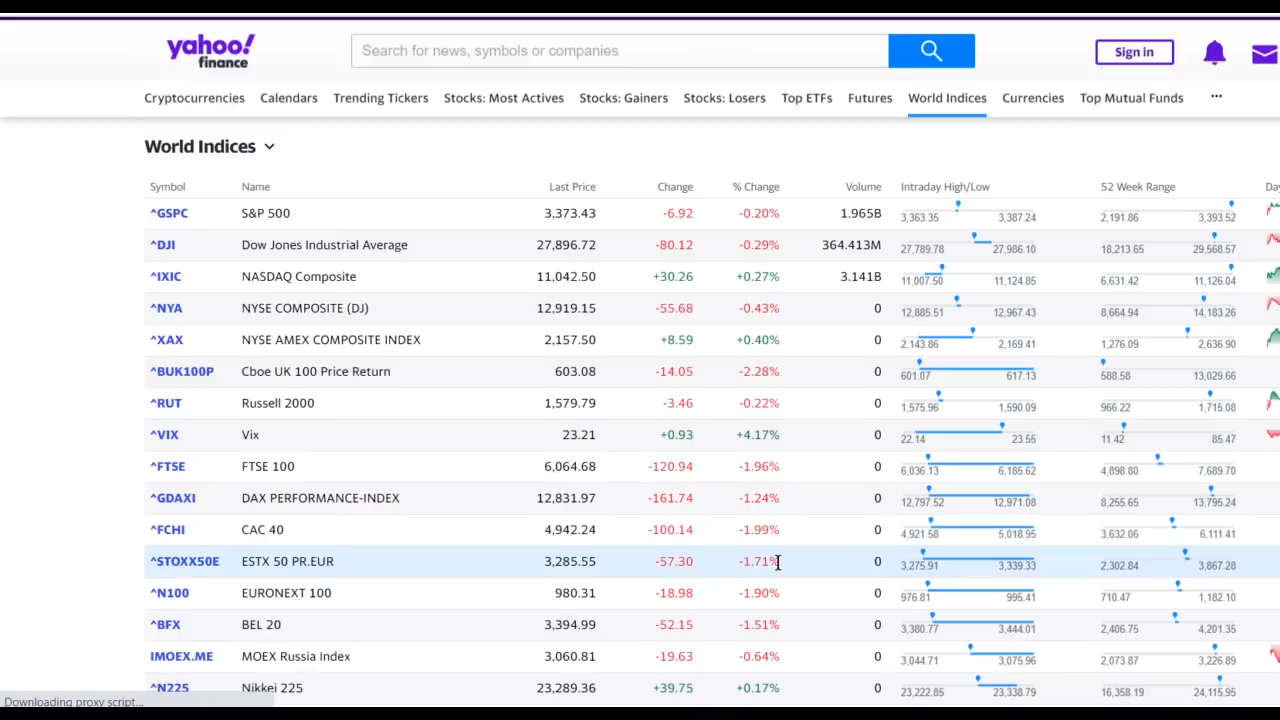 yahoo!
finance
Search for news, symbols or companies
Sign in
Cryptocurrencies Calendars Trending Tickers Stocks: Most Actives Stocks: Gainers Stocks: Losers Top ETFs Futures World Indices Currencies Top Mutual Funds ...
World Indices
Symbol Name Last Price Change % Change Volume Intraday High/Low 52 Week Range Day
^GSPC S&P 500 3,373.43 -6.92 -0.20% 1.965B 3,363.35 3,387.24 2,191.86 3,393.52
^DJI Dow Jones Industrial Average 27,896.72 -80.12 -0.29% 364.413M 27,789.78 27,986.10 18,213.65 29,568.57
^IXIC NASDAQ Composite 11,042.50 +30.26 +0.27% 3.141B 11,007.50 11,124.85 6,631.42 11,126.04
^NYA NYSE COMPOSITE (DJ) 12,919.15 -55.68 -0.43% 0 12,885.51 12,967.43 8,664.94 14,183.26
^XAX NYSE AMEX COMPOSITE INDEX 2,157.50 +8.59 +0.40% 0 2,143.86 2,169.41 1,276.09 2,636.90
^BUK100P Cboe UK 100 Price Return 603.08 -14.05 -2.28% 0 601.07 617.13 588.58 13,029.66
^RUT Russell 2000 1,579.79 -3.46 -0.22% 0 1,575.96 1,590.09 966.22 1,715.08
^VIX Vix 23.21 +0.93 +4.17% 0 22.14 23.55 11.42 85.47
^FTSE FTSE 100 6,064.68 -120.94 -1.96% 0 6,036.13 6,185.62 4,898.80 7,689.70
^GDAXI DAX PERFORMANCE-INDEX 12,831.97 -161.74 -1.24% 0 12,797.52 12,971.08 8,255.65 13,795.24
^FCHI CAC 40 4,942.24 -100.14 -1.99% 0 4,921.58 5,018.95 3,632.06 6,111.41
^STOXX50E ESTX 50 PR.EUR 3,285.55 -57.30 -1.71% 0 3,275.91 3,339.33 2,302.84 3,867.28
^N100 EURONEXT 100 980.31 -18.98 -1.90% 0 976.81 995.41 710.47 1,182.10
^BFX BEL 20 3,394.99 -52.15 -1.51% 0 3,380.77 3,444.01 2,406.75 4,201.35
IMOEX.ME MOEX Russia Index 3,060.81 -19.63 -0.64% 0 3,044.71 3,075.96 2,073.87 3,226.89
^N225 Nikkei 225 23,289.36 +39.75 +0.17% 0 23,222.85 23,338.79 16,358.19 24,115.95
Downloading proxy script...